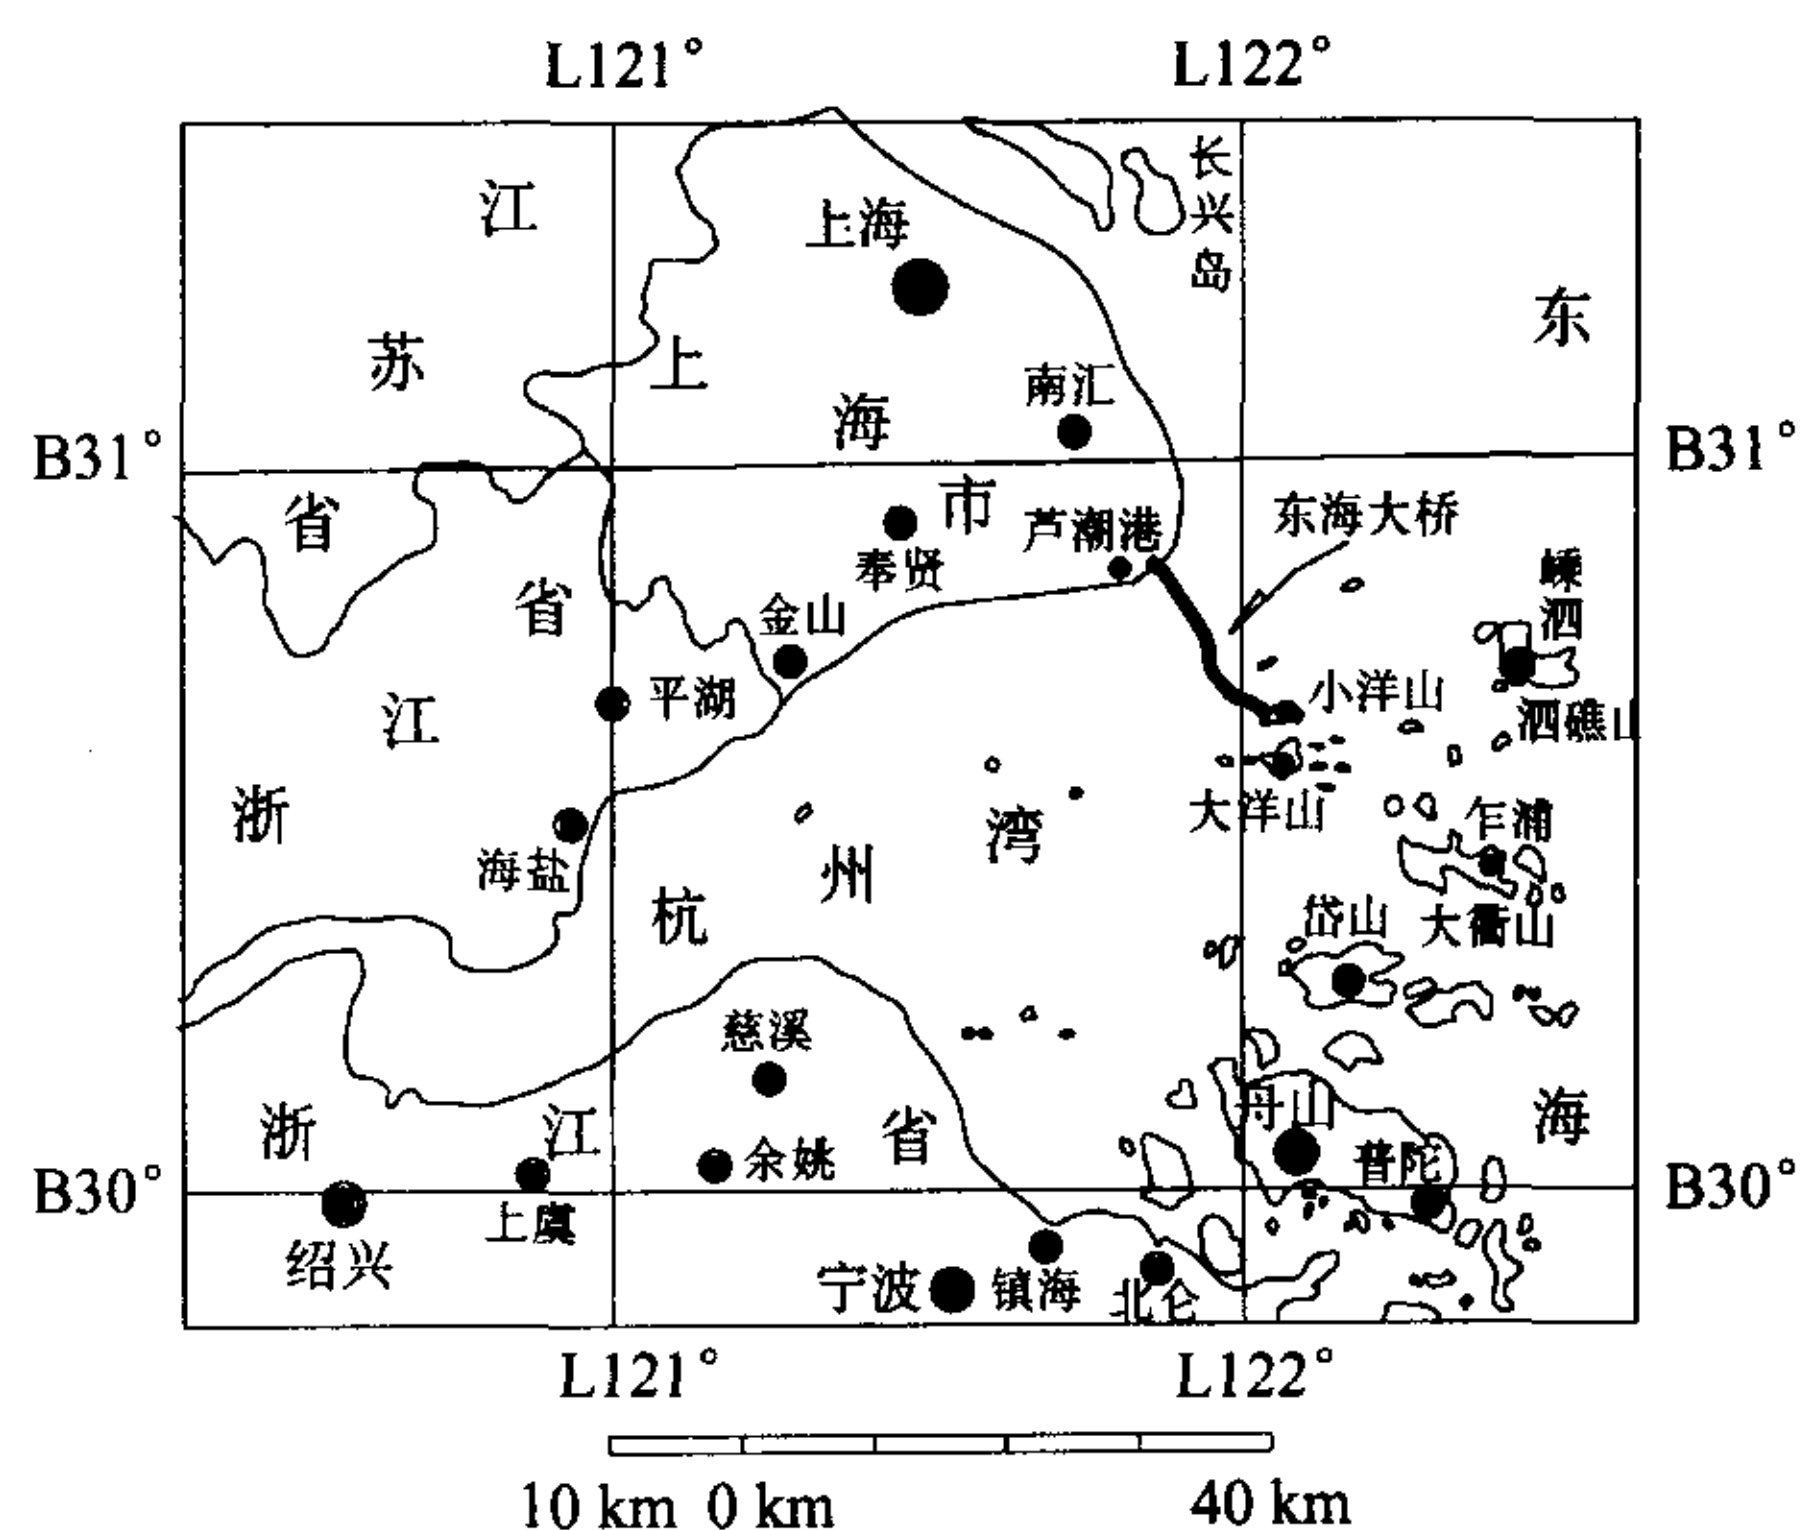 L121° L122°
长兴岛
江
上海
东
苏
上
南汇
海
B31° B31°
省
市
芦潮港
东海大桥
奉贤
嵊泗
省
金山
平湖
小洋山
泗礁山
江
浙
大洋山
湾
乍浦
海盐
州
杭
岱山
大衢山
慈溪
浙
江
省
舟山
海
余姚
普陀
B30° B30°
上虞
绍兴
宁波
镇海
北仑
L121° L122°
10 km 0 km 40 km